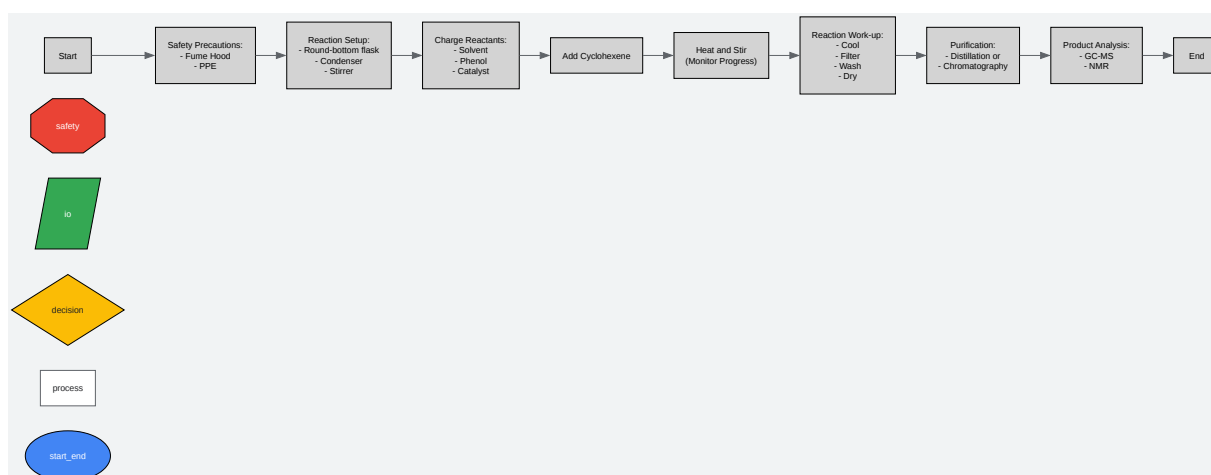 Start
Safety Precautions:
- Fume Hood
- PPE
Reaction Setup:
- Round-bottom flask
- Condenser
- Stirrer
Charge Reactants:
- Solvent
- Phenol
- Catalyst
Add Cyclohexene
Heat and Stir
(Monitor Progress)
Reaction Work-up:
- Cool
- Filter
- Wash
- Dry
Purification:
- Distillation or
- Chromatography
Product Analysis:
- GC-MS
- NMR
End
safety
io
decision
process
start_end